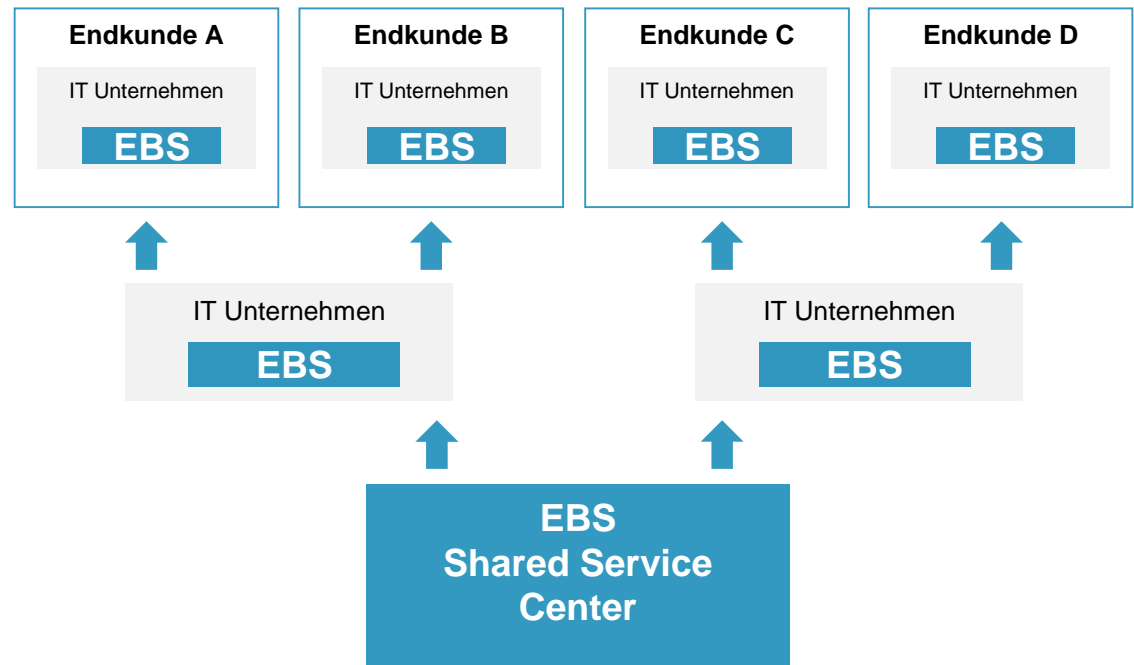 Endkunde A
IT Unternehmen
EBS
Endkunde B
IT Unternehmen
EBS
Endkunde C
IT Unternehmen
EBS
Endkunde D
IT Unternehmen
EBS
IT Unternehmen
EBS
IT Unternehmen
EBS
EBS
Shared Service
Center